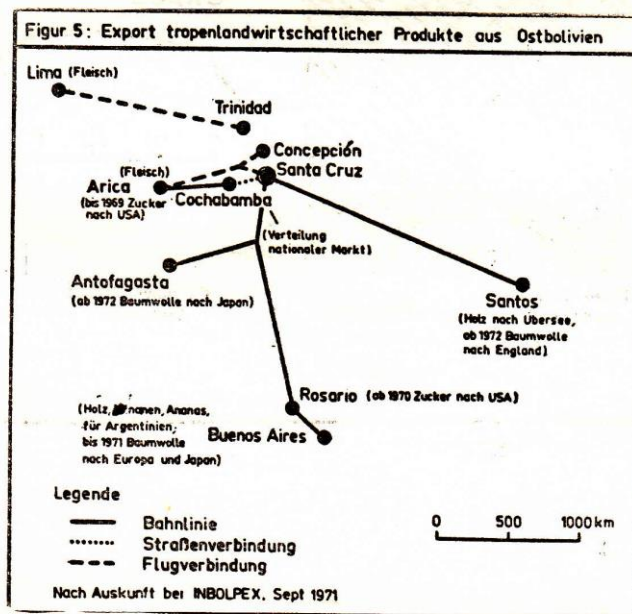 Figur 5: Export tropenlandwirtschaftlicher Produkte aus Ostbolivien
Lima (Fleisch)
Trinidad
Concepción
Santa Cruz
(Fleisch)
Arica
(bis 1969 Zucker
nach USA)
Cochabamba
(Verteilung
nationaler Markt)
Antofagasta
(ab 1972 Baumwolle nach Japan)
Santos
(Holz nach Übersee,
ab 1972 Baumwolle
nach England)
Rosario (ab 1970 Zucker nach USA)
(Holz, Ananas,
für Argentinien;
bis 1971 Baumwolle
nach Europa und Japan)
Buenos Aires
Legende
Bahnlinie
Straßenverbindung
Flugverbindung
0 500 1000 km
Nach Auskunft bei INBOLPEX, Sept 1971